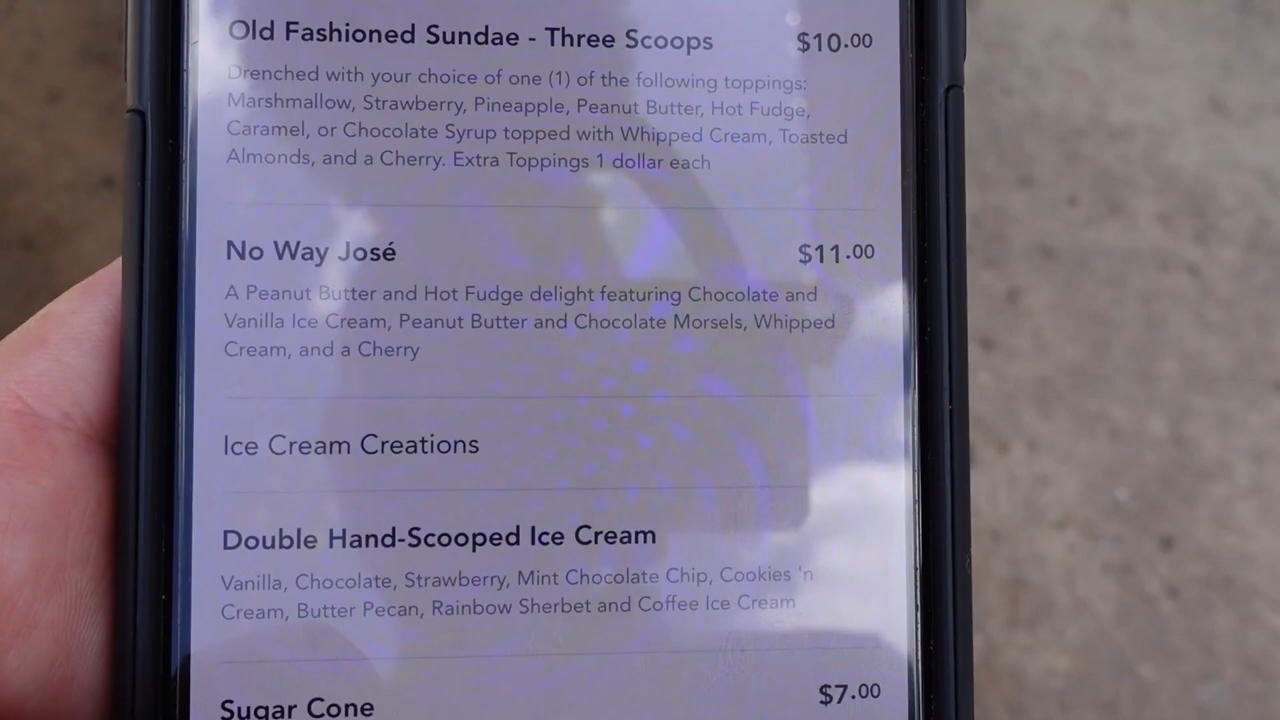 Old Fashioned Sundae - Three Scoops $10.00
Drenched with your choice of one (1) of the following toppings:
Marshmallow, Strawberry, Pineapple, Peanut Butter, Hot Fudge,
Caramel, or Chocolate Syrup topped with Whipped Cream, Toasted
Almonds, and a Cherry. Extra Toppings 1 dollar each
No Way José $11.00
A Peanut Butter and Hot Fudge delight featuring Chocolate and
Vanilla Ice Cream, Peanut Butter and Chocolate Morsels, Whipped
Cream, and a Cherry
Ice Cream Creations
Double Hand-Scooped Ice Cream
Vanilla, Chocolate, Strawberry, Mint Chocolate Chip, Cookies 'n
Cream, Butter Pecan, Rainbow Sherbet and Coffee Ice Cream
Sugar Cone $7.00